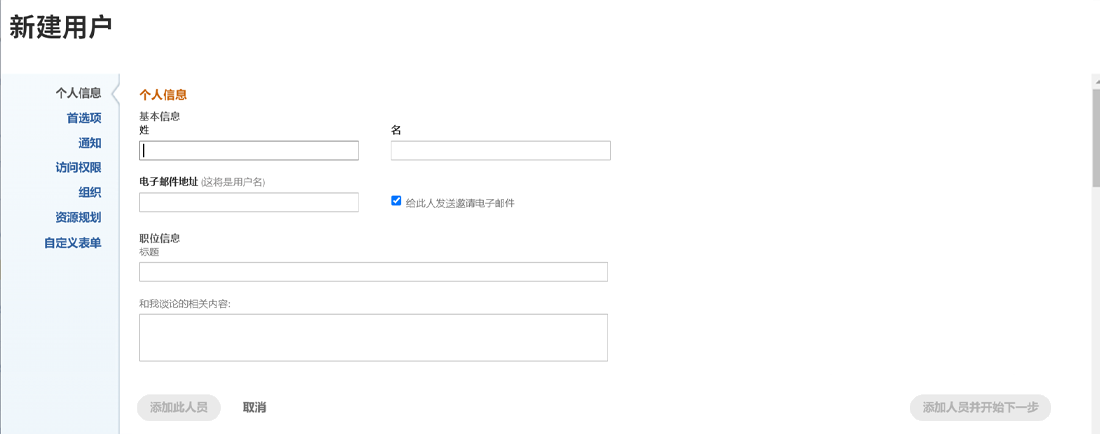 新建用户
个人信息
首选项
通知
访问权限
组织
资源规划
自定义表单
个人信息
基本信息
姓 名
电子邮件地址 (这将是用户名)
给此人发送邀请电子邮件
职位信息
标题
和我谈论的相关内容:
添加此人员 取消 添加人员并开始下一步